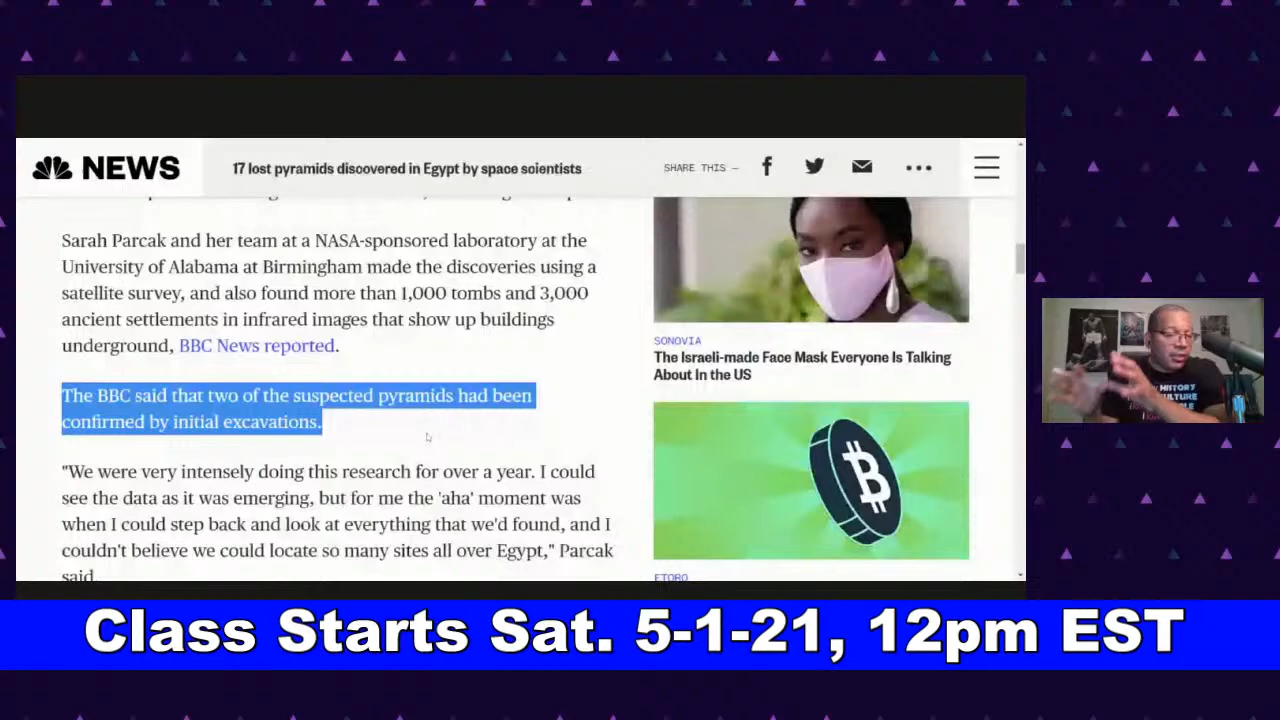 NEWS
17 lost pyramids discovered in Egypt by space scientists
SHARE THIS —
Sarah Parcak and her team at a NASA-sponsored laboratory at the
University of Alabama at Birmingham made the discoveries using a
satellite survey, and also found more than 1,000 tombs and 3,000
ancient settlements in infrared images that show up buildings
underground, BBC News reported.
The BBC said that two of the suspected pyramids had been
confirmed by initial excavations.
"We were very intensely doing this research for over a year. I could
see the data as it was emerging, but for me the 'aha' moment was
when I could step back and look at everything that we'd found, and I
couldn't believe we could locate so many sites all over Egypt," Parcak
said.
SONOVIA
The Israeli-made Face Mask Everyone Is Talking
About In the US
ETORO
HISTORY
Class Starts Sat. 5-1-21, 12pm EST